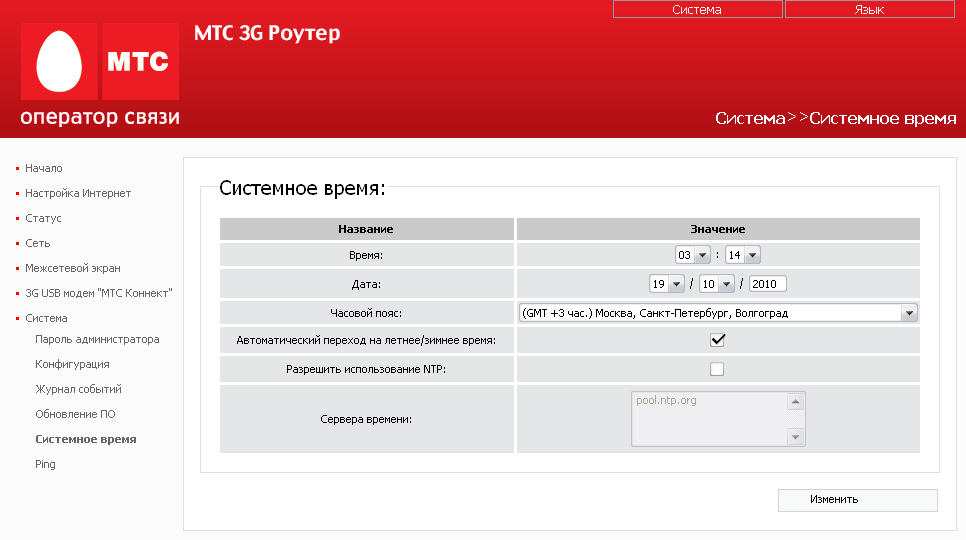 Система Язык
МТС 3G Роутер
МТС
оператор связи
Система>>Системное время
Начало
Настройка Интернет
Статус
Сеть
Межсетевой экран
3G USB модем "МТС Коннект"
Система
Пароль администратора
Конфигурация
Журнал событий
Обновление ПО
Системное время
Ping
Системное время:
Название Значение
Время: 03 : 14
Дата: 19 / 10 / 2010
Часовой пояс: (GMT +3 час.) Москва, Санкт-Петербург, Волгоград
Автоматический переход на летнее/зимнее время:
Разрешить использование NTP:
Сервера времени: pool.ntp.org
Изменить